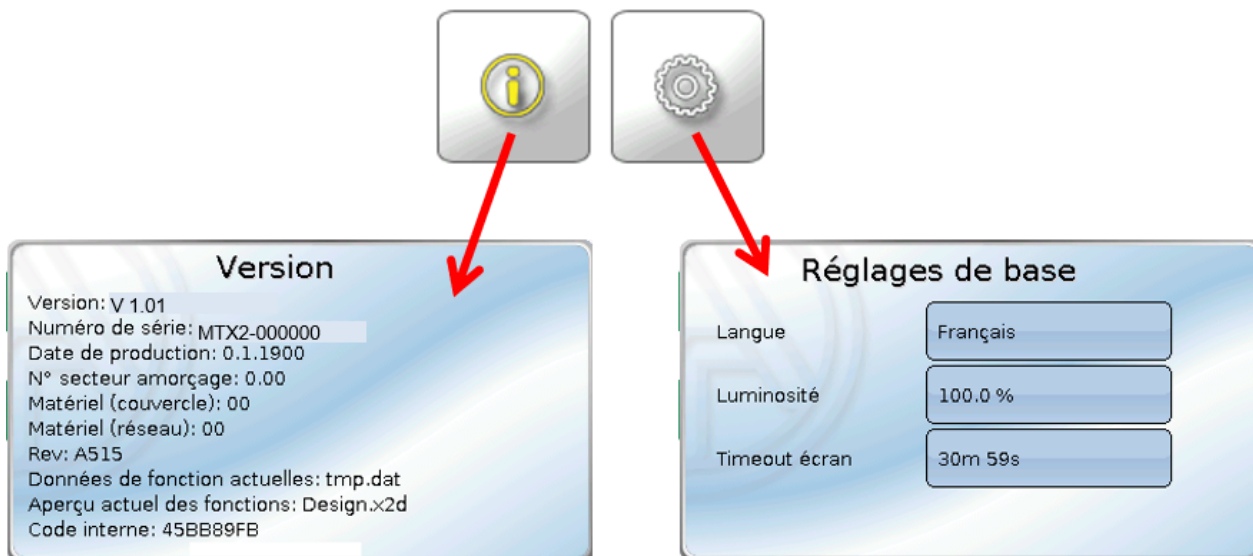 Version
Version: V 1.01
Numéro de série: MTX2-000000
Date de production: 0.1.1900
N° secteur amorçage: 0.00
Matériel (couvercle): 00
Matériel (réseau): 00
Rev: A515
Données de fonction actuelles: tmp.dat
Aperçu actuel des fonctions: Design.x2d
Code interne: 45BB89FB
Réglages de base
Langue Français
Luminosité 100.0 %
Timeout écran 30m 59s